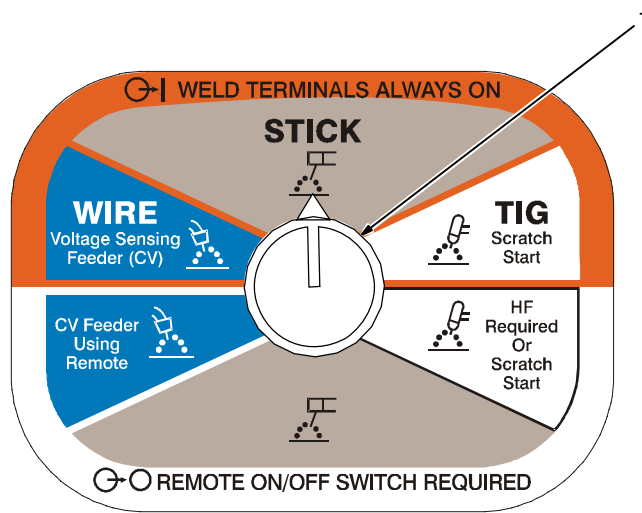 WELD TERMINALS ALWAYS ON
STICK
WIRE
Voltage Sensing
Feeder (CV)
TIG
Scratch
Start
CV Feeder
Using
Remote
HF
Required
Or
Scratch
Start
REMOTE ON/OFF SWITCH REQUIRED